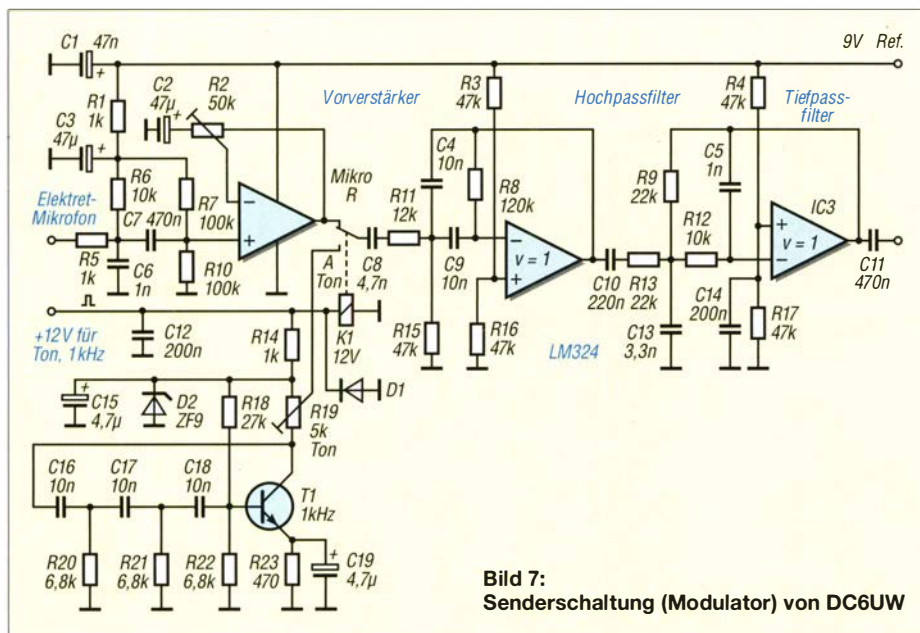 C1 47n
+
9V Ref.
R1
1k
C2
47µ
+
R2
50k
Vorverstärker
R3
47k
Hochpassfilter
R4
47k
Tiefpass-
filter
C3
47µ
+
C4
10n
R9
22k
C5
1n
R6
10k
R7
100k
Mikro
R
R11
12k
R8
120k
IC3
Elektret-
Mikrofon
C7 470n
−
+
R12
10k
−
+
v = 1
+
−
v = 1
R5
1k
C6
1n
R10
100k
A
Ton
C8
4,7n
C9
10n
C10
220n
R13
22k
C11
470n
+12V für
Ton, 1kHz
C12
200n
R14
1k
K1
12V
R15
47k
R16
47k
LM324
C13
3,3n
C14
200n
R17
47k
+
C15
4,7µ
D2
ZF9
R18
27k
R19
5k
Ton
D1
C16
10n
C17
10n
C18
10n
T1
1kHz
R20
6,8k
R21
6,8k
R22
6,8k
R23
470
+
C19
4,7µ
Bild 7:
Senderschaltung (Modulator) von DC6UW